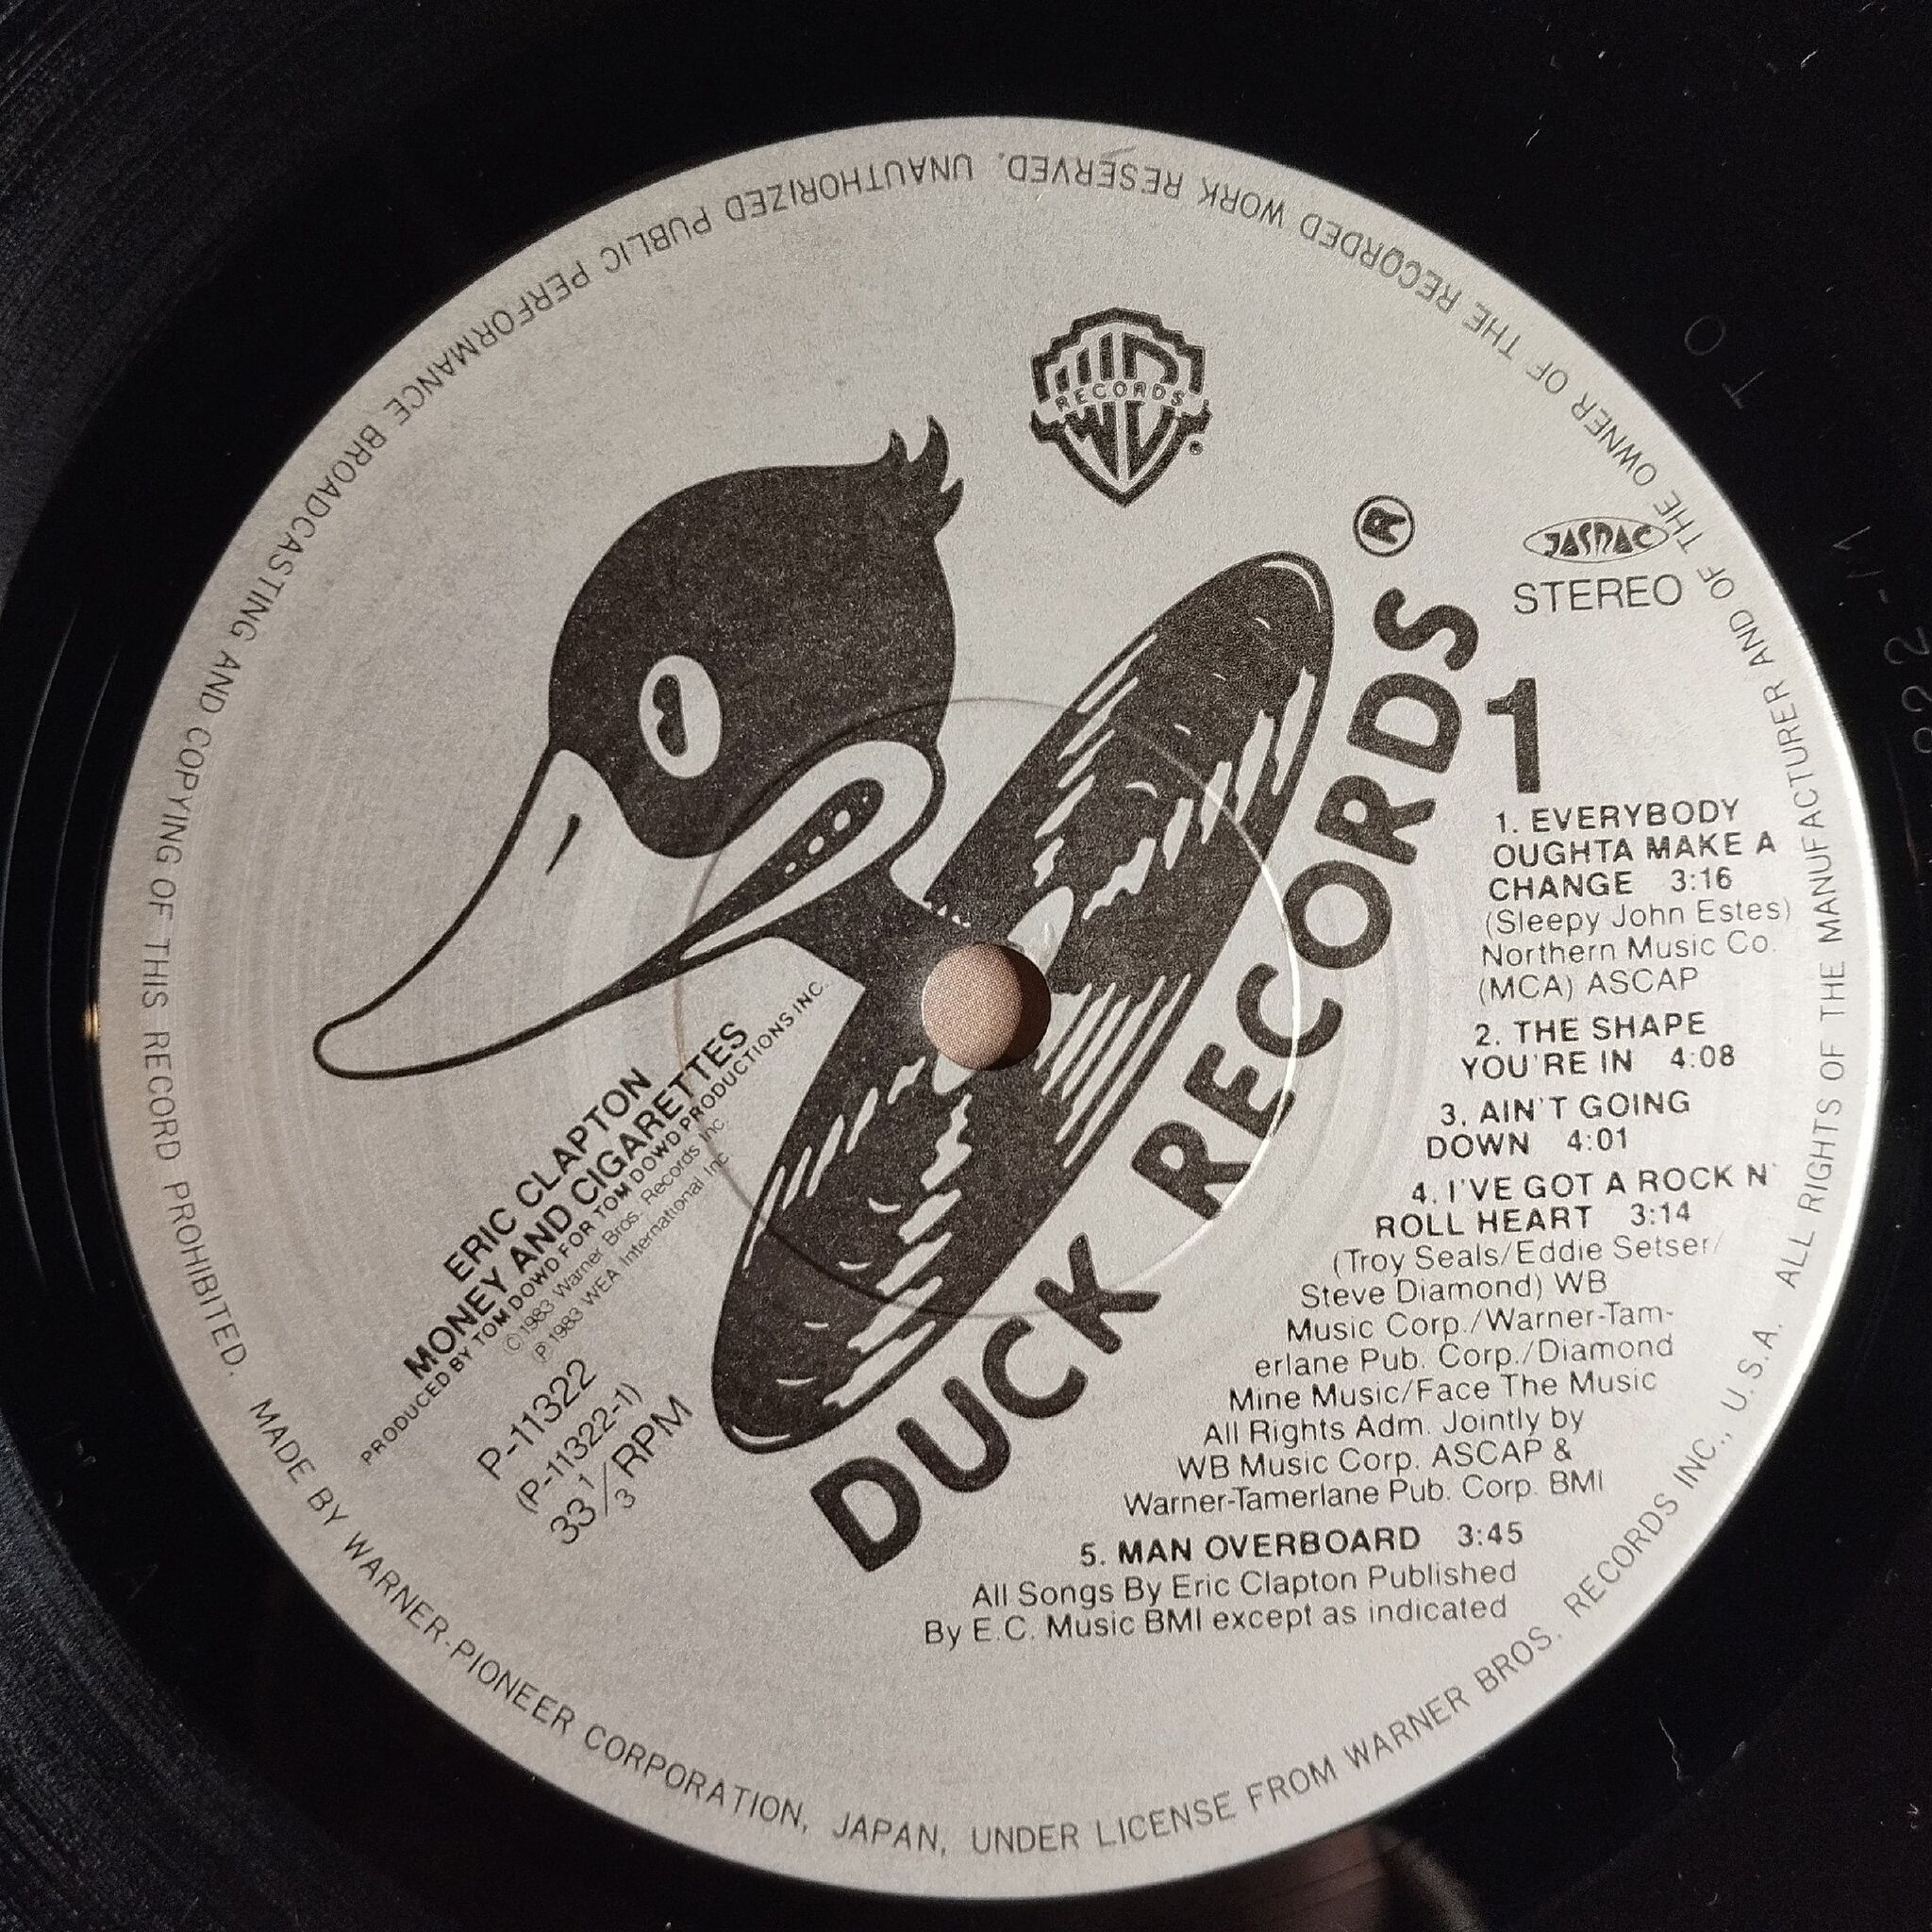 RECORDS
®
DUCK RECORDS®
JASRAC
STEREO
1
1. EVERYBODY
OUGHTA MAKE A
CHANGE 3:16
(Sleepy John Estes)
Northern Music Co.
(MCA) ASCAP
2. THE SHAPE
YOU'RE IN 4:08
3. AIN'T GOING
DOWN 4:01
4. I'VE GOT A ROCK N'
ROLL HEART 3:14
(Troy Seals/Eddie Setser/
Steve Diamond) WB
Music Corp./Warner-Tam-
erlane Pub. Corp./Diamond
Mine Music/Face The Music
All Rights Adm. Jointly by
WB Music Corp. ASCAP &
Warner-Tamerlane Pub. Corp. BMI
5. MAN OVERBOARD 3:45
All Songs By Eric Clapton Published
By E.C. Music BMI except as indicated
ERIC CLAPTON
MONEY AND CIGARETTES
PRODUCED BY TOM DOWD FOR TOM DOWD PRODUCTIONS INC.
©1983 Warner Bros. Records Inc.
℗1983 WEA International Inc.
P-11322
(P-11322-1)
33 1/3 RPM
MADE BY WARNER-PIONEER CORPORATION, JAPAN, UNDER LICENSE FROM WARNER BROS. RECORDS INC., U.S.A. ALL RIGHTS OF THE MANUFACTURER AND OF THE OWNER OF THE RECORDED WORK RESERVED. UNAUTHORIZED PUBLIC PERFORMANCE BROADCASTING AND COPYING OF THIS RECORD PROHIBITED.